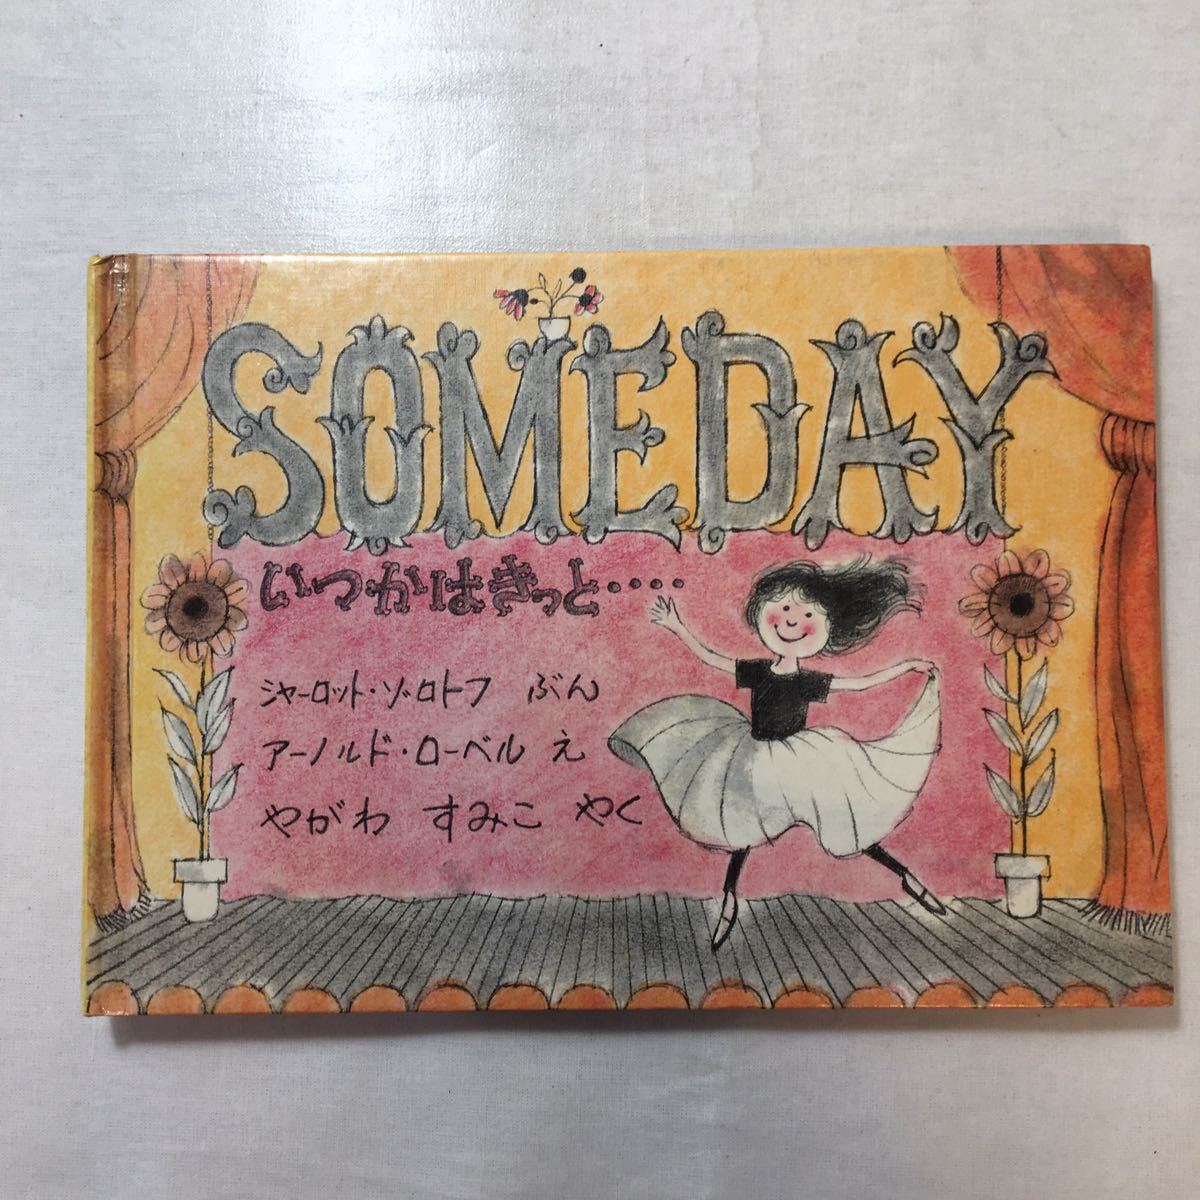 SOMEDAY
いつかはきっと‥‥
シャーロット・ゾロトフ ぶん
アーノルド・ローベル え
やがわ すみこ やく